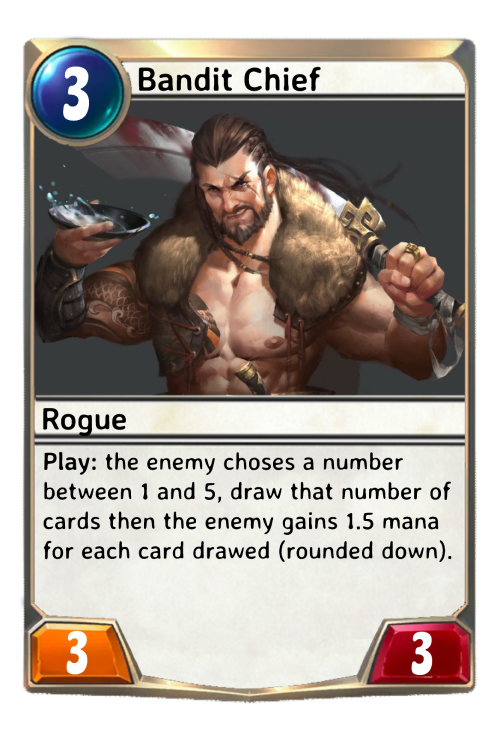 3
Bandit Chief
Rogue
Play: the enemy choses a number
between 1 and 5, draw that number of
cards then the enemy gains 1.5 mana
for each card drawed (rounded down).
3
3